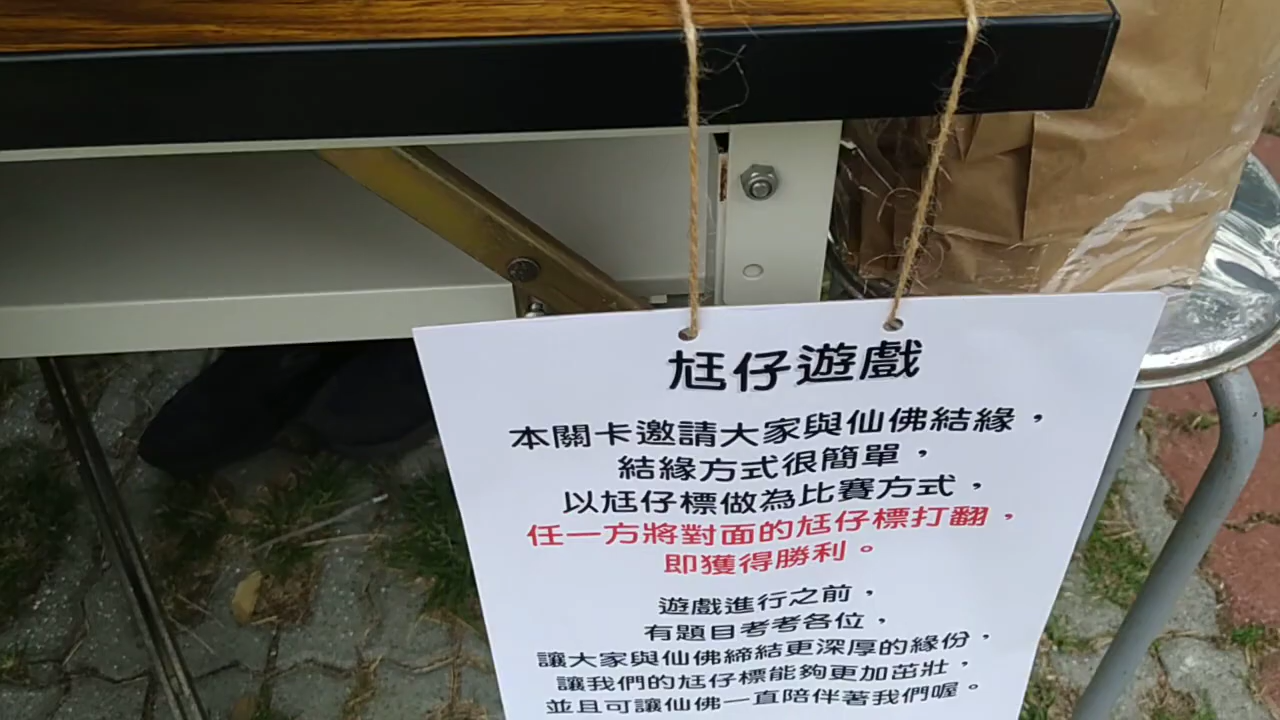 尪仔遊戲
本關卡邀請大家與仙佛結緣，
結緣方式很簡單，
以尪仔標做為比賽方式，
任一方將對面的尪仔標打翻，
即獲得勝利。
遊戲進行之前，
有題目考考各位，
讓大家與仙佛締結更深厚的緣份，
讓我們的尪仔標能夠更加茁壯，
並且可讓仙佛一直陪伴著我們喔。